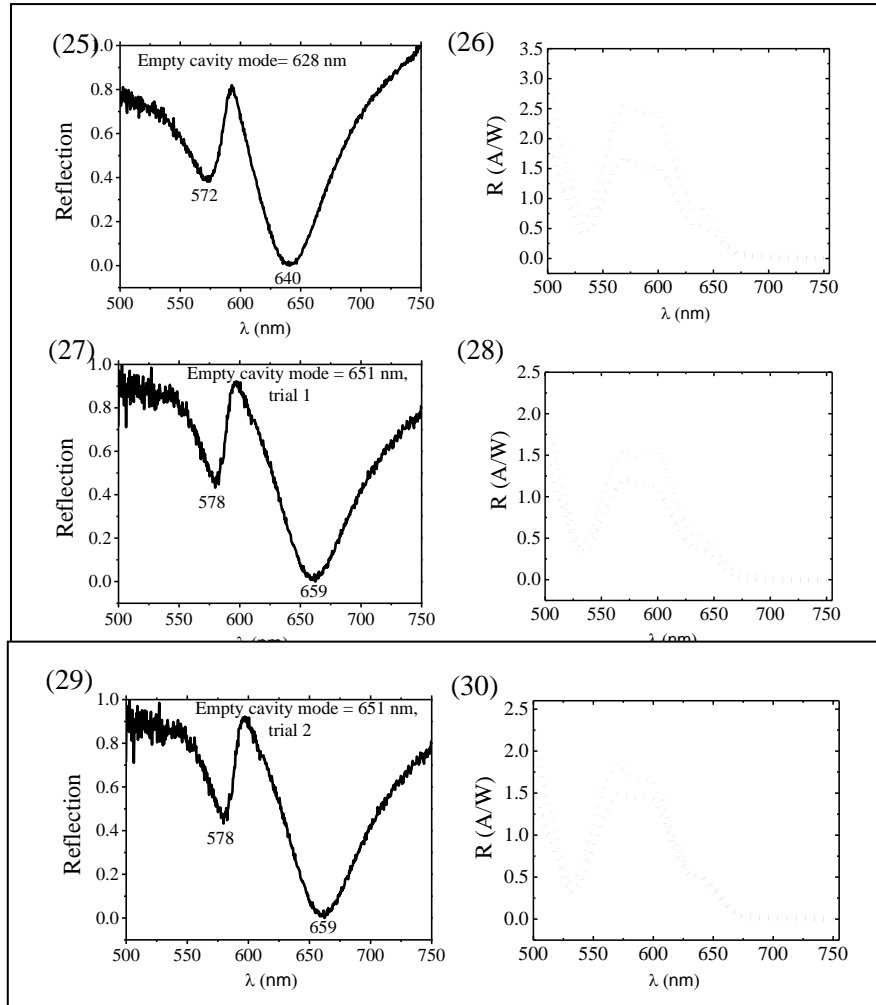 (25)
Empty cavity mode= 628 nm
1.0
0.8
0.6
0.4
0.2
0.0
Reflection
572
640
500 550 600 650 700 750
λ (nm)
(26)
3.5
3.0
2.5
2.0
1.5
1.0
0.5
0.0
R (A/W)
500 550 600 650 700 750
λ (nm)
(27)
Empty cavity mode = 651 nm,
trial 1
1.0
0.8
0.6
0.4
0.2
0.0
Reflection
578
659
500 550 600 650 700 750
λ (nm)
(28)
2.5
2.0
1.5
1.0
0.5
0.0
R (A/W)
500 550 600 650 700 750
λ (nm)
(29)
Empty cavity mode = 651 nm,
trial 2
1.0
0.8
0.6
0.4
0.2
0.0
Reflection
578
659
500 550 600 650 700 750
λ (nm)
(30)
2.5
2.0
1.5
1.0
0.5
0.0
R (A/W)
500 550 600 650 700 750
λ (nm)